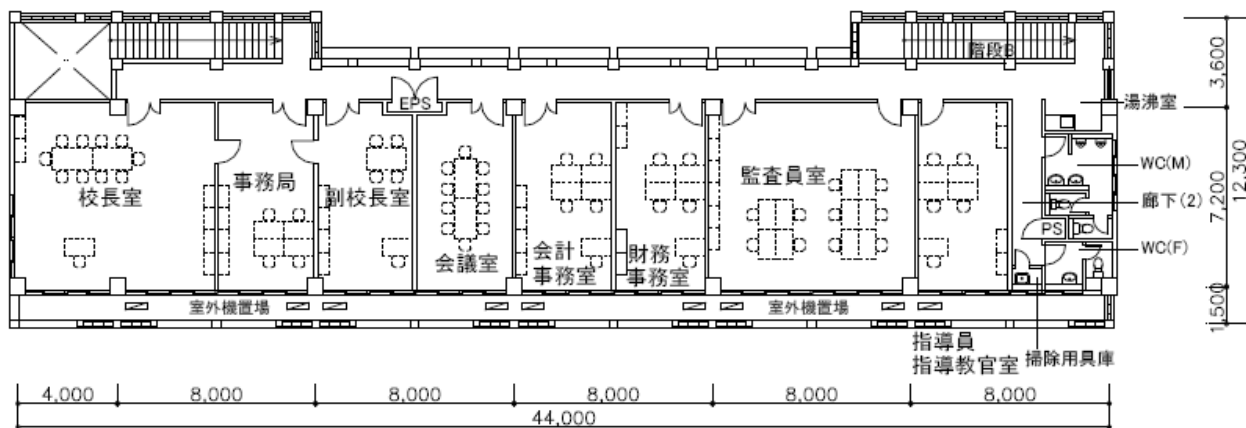 階段B
3,600
EPS
湯沸室
校長室
事務局
副校長室
会議室
会計
事務室
財務
事務室
監査員室
WC(M)
廊下(2)
PS
WC(F)
7,200
12,300
室外機置場
室外機置場
1,500
指導員
指導教官室
掃除用具庫
4,000
8,000
8,000
8,000
8,000
8,000
44,000